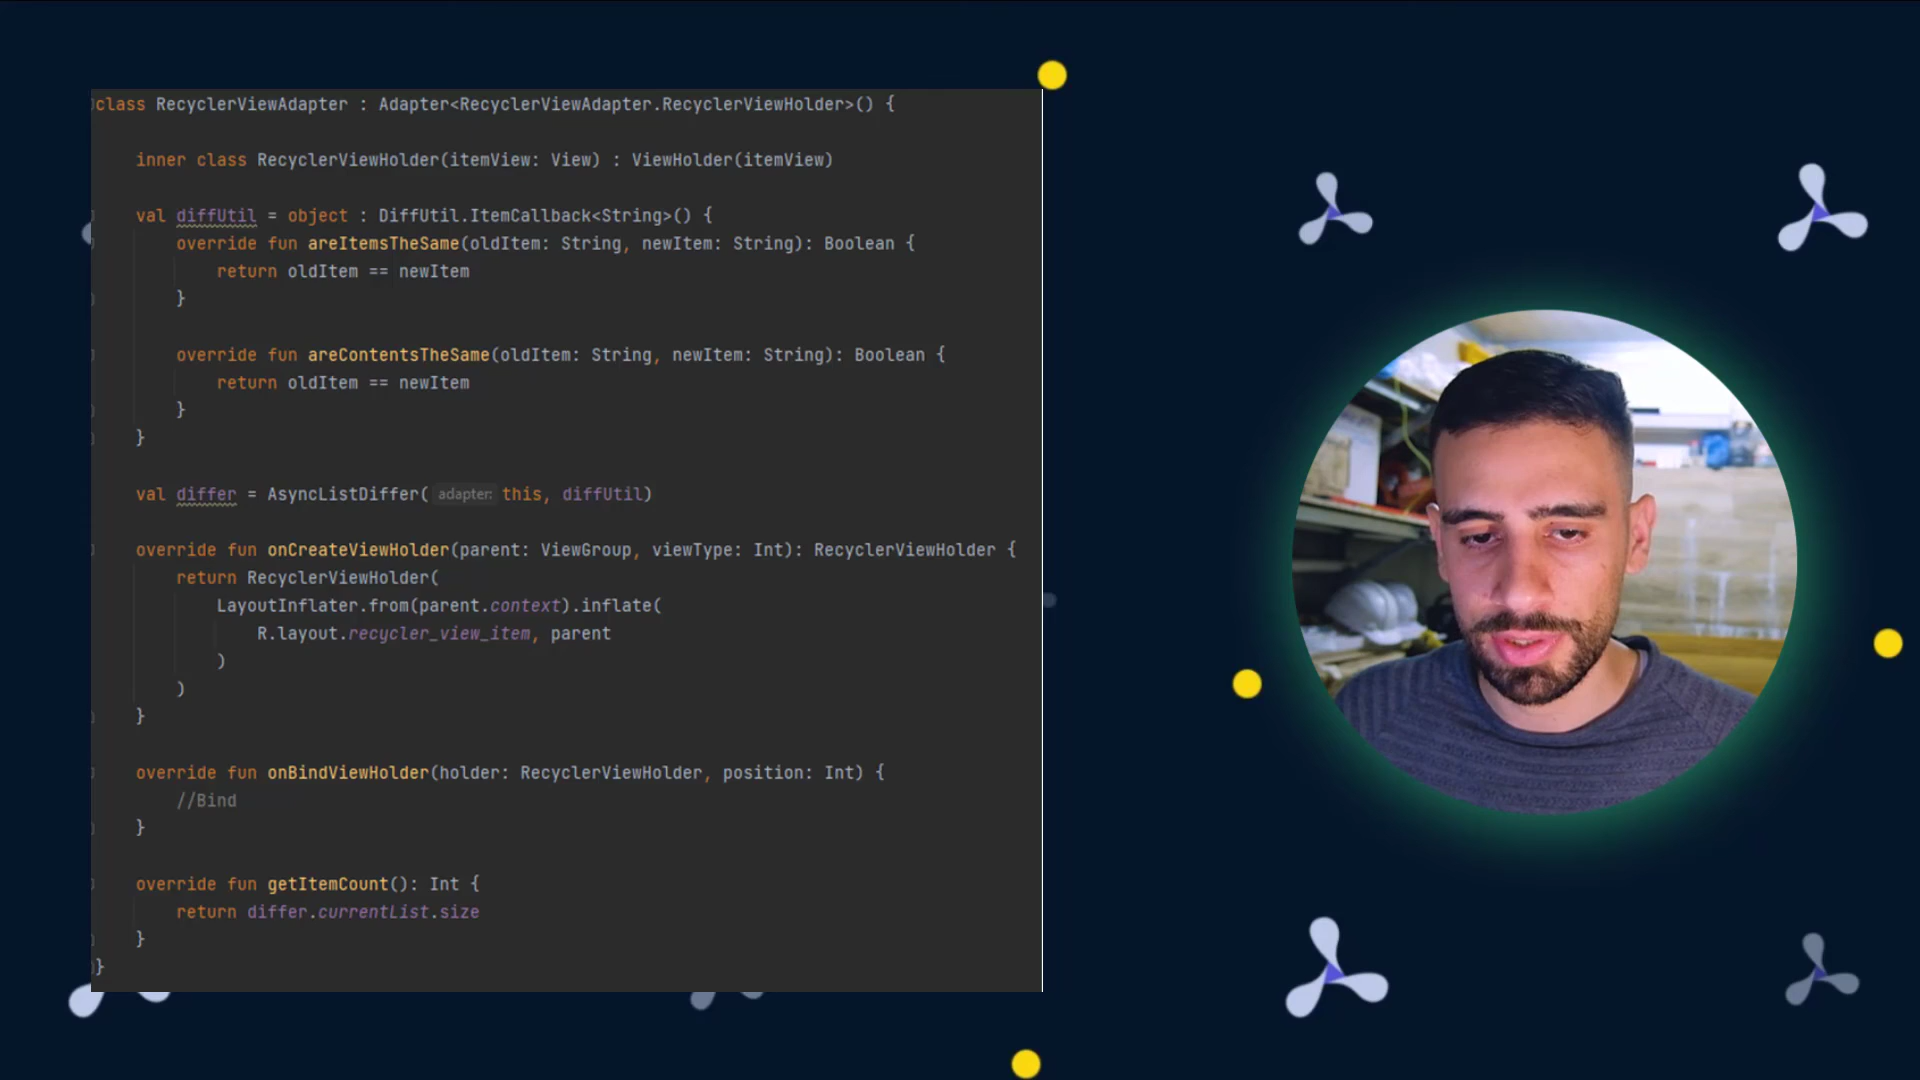 class RecyclerViewAdapter : Adapter<RecyclerViewAdapter.RecyclerViewHolder>() {
inner class RecyclerViewHolder(itemView: View) : ViewHolder(itemView)
val diffUtil = object : DiffUtil.ItemCallback<String>() {
override fun areItemsTheSame(oldItem: String, newItem: String): Boolean {
return oldItem == newItem
}
override fun areContentsTheSame(oldItem: String, newItem: String): Boolean {
return oldItem == newItem
}
}
val differ = AsyncListDiffer( adapter: this, diffUtil)
override fun onCreateViewHolder(parent: ViewGroup, viewType: Int): RecyclerViewHolder {
return RecyclerViewHolder(
LayoutInflater.from(parent.context).inflate(
R.layout.recycler_view_item, parent
)
)
}
override fun onBindViewHolder(holder: RecyclerViewHolder, position: Int) {
//Bind
}
override fun getItemCount(): Int {
return differ.currentList.size
}
}